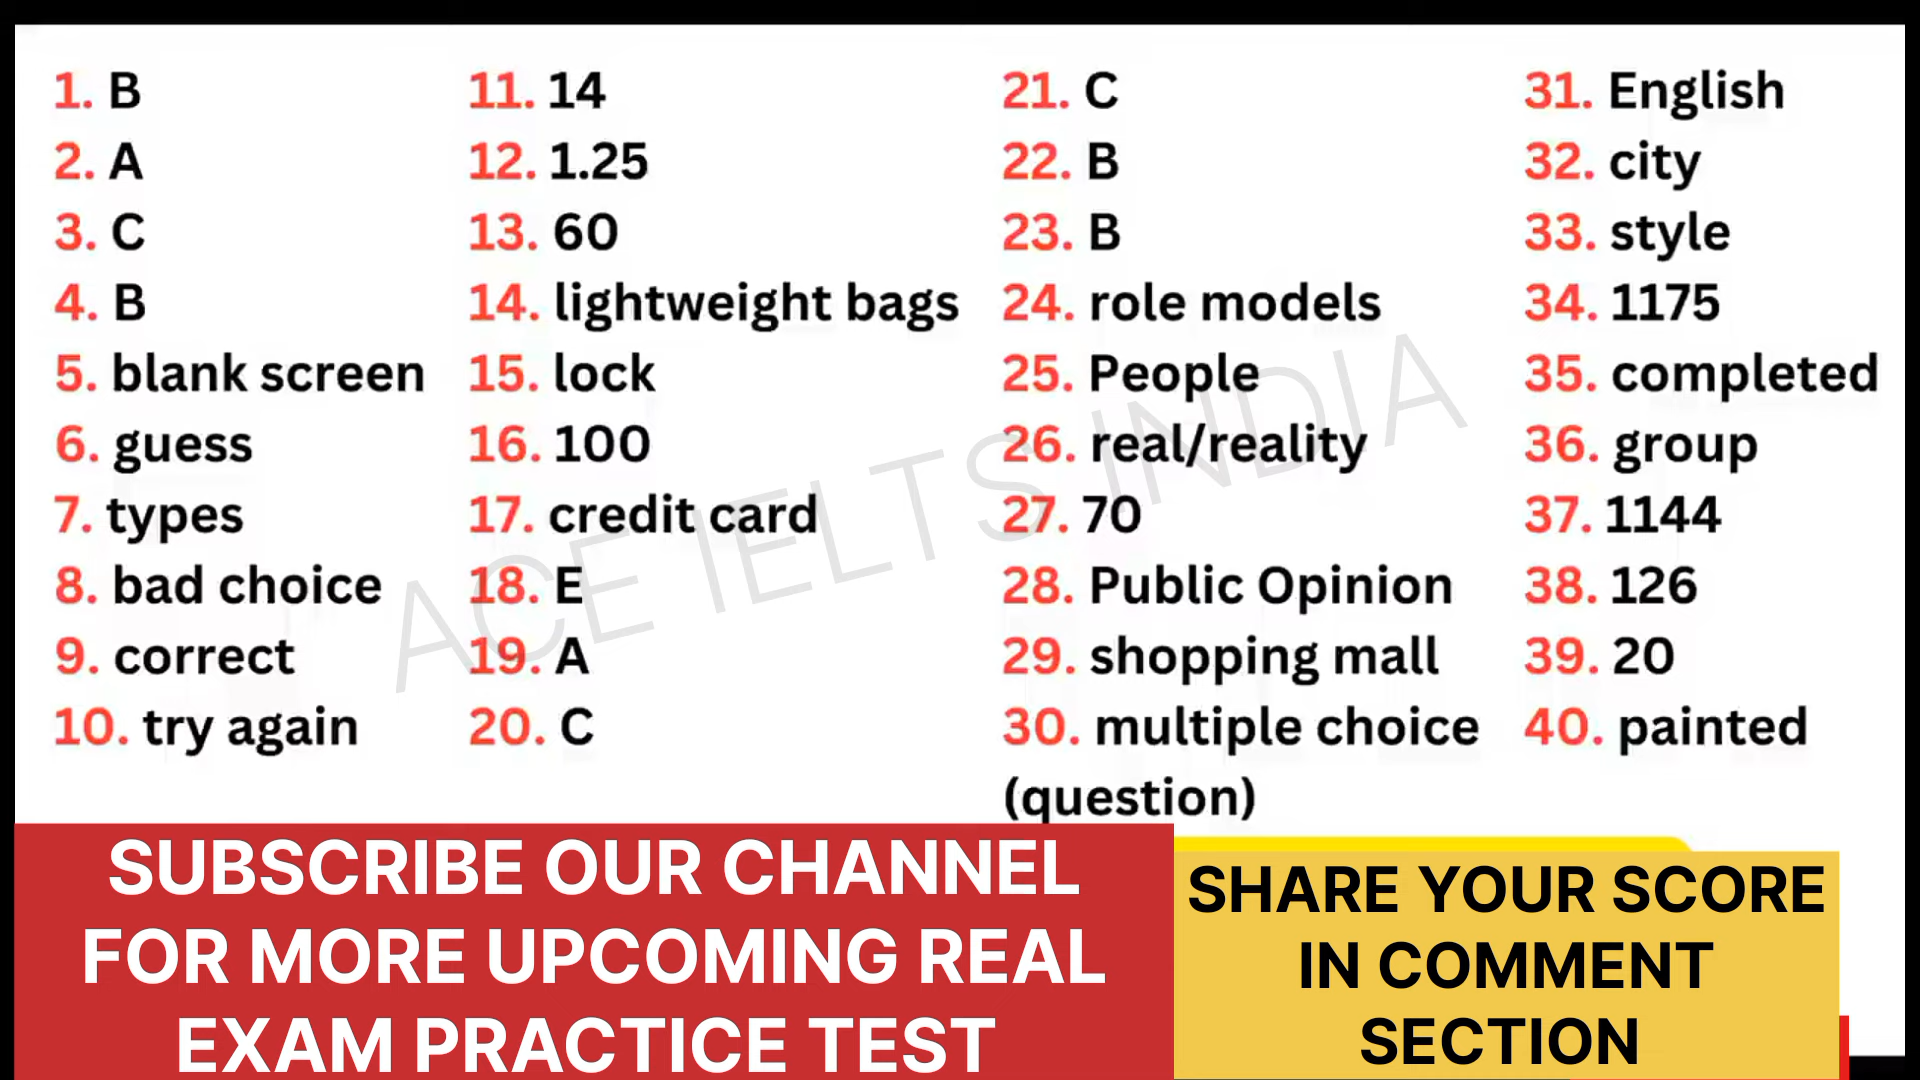 1. B
2. A
3. C
4. B
5. blank screen
6. guess
7. types
8. bad choice
9. correct
10. try again
11. 14
12. 1.25
13. 60
14. lightweight bags
15. lock
16. 100
17. credit card
18. E
19. A
20. C
21. C
22. B
23. B
24. role models
25. People
26. real/reality
27. 70
28. Public Opinion
29. shopping mall
30. multiple choice
(question)
31. English
32. city
33. style
34. 1175
35. completed
36. group
37. 1144
38. 126
39. 20
40. painted
ACE IELTS INDIA
SUBSCRIBE OUR CHANNEL
FOR MORE UPCOMING REAL
EXAM PRACTICE TEST
SHARE YOUR SCORE
IN COMMENT
SECTION